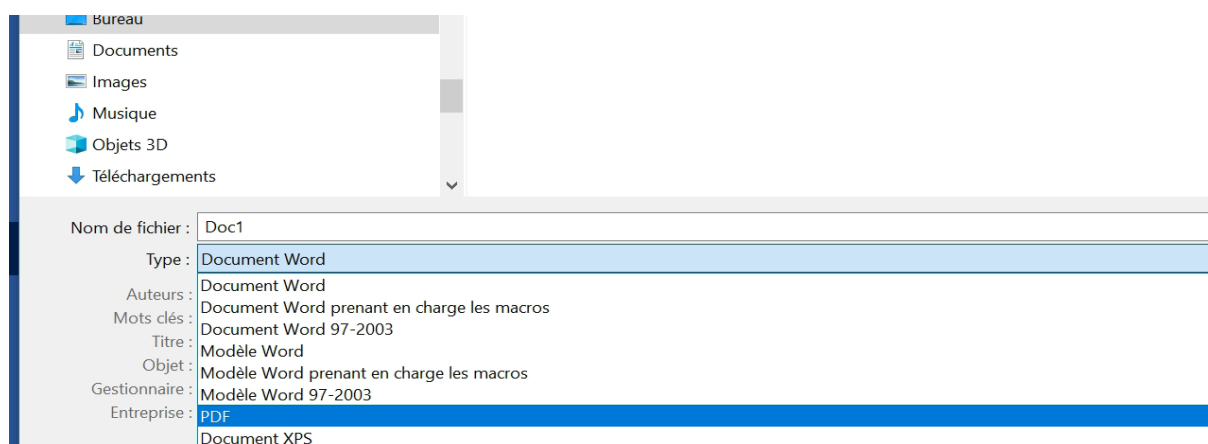 Bureau
Documents
Images
Musique
Objets 3D
Téléchargements
Nom de fichier : Doc1
Type : Document Word
Document Word
Auteurs :
Document Word prenant en charge les macros
Mots clés :
Document Word 97-2003
Titre :
Modèle Word
Objet :
Modèle Word prenant en charge les macros
Gestionnaire :
Modèle Word 97-2003
Entreprise :
PDF
Document XPS